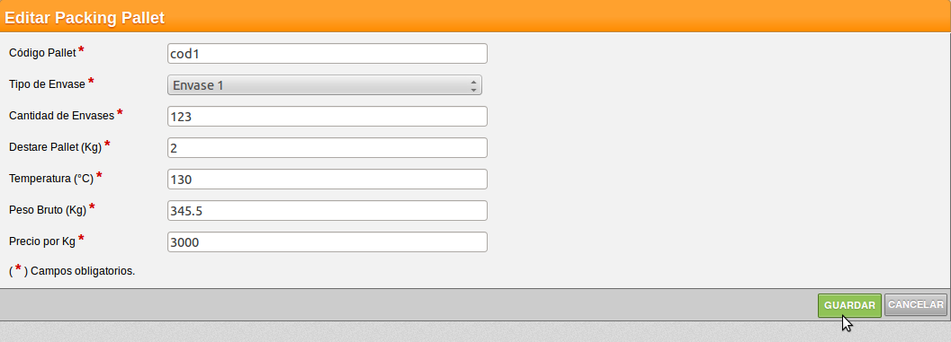 Editar Packing Pallet
Código Pallet * cod1
Tipo de Envase * Envase 1
Cantidad de Envases * 123
Destare Pallet (Kg) * 2
Temperatura (°C) * 130
Peso Bruto (Kg) * 345.5
Precio por Kg * 3000
( * ) Campos obligatorios.
GUARDAR CANCELAR